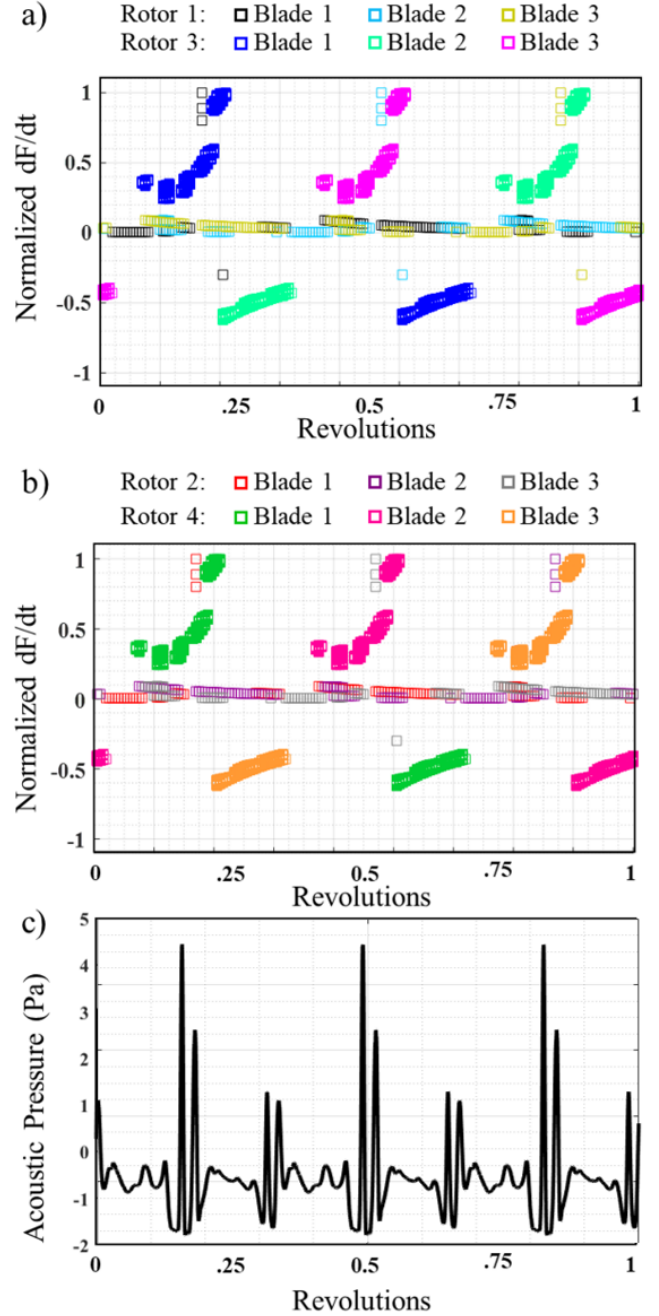 a)
Rotor 1: Blade 1 Blade 2 Blade 3
Rotor 3: Blade 1 Blade 2 Blade 3
Normalized dF/dt
1
0.5
0
-0.5
-1
0 .25 0.5 .75 1
Revolutions
b)
Rotor 2: Blade 1 Blade 2 Blade 3
Rotor 4: Blade 1 Blade 2 Blade 3
Normalized dF/dt
1
0.5
0
-0.5
-1
0 .25 0.5 .75 1
Revolutions
c)
Acoustic Pressure (Pa)
5
4
3
2
1
0
-1
-2
0 .25 0.5 .75 1
Revolutions